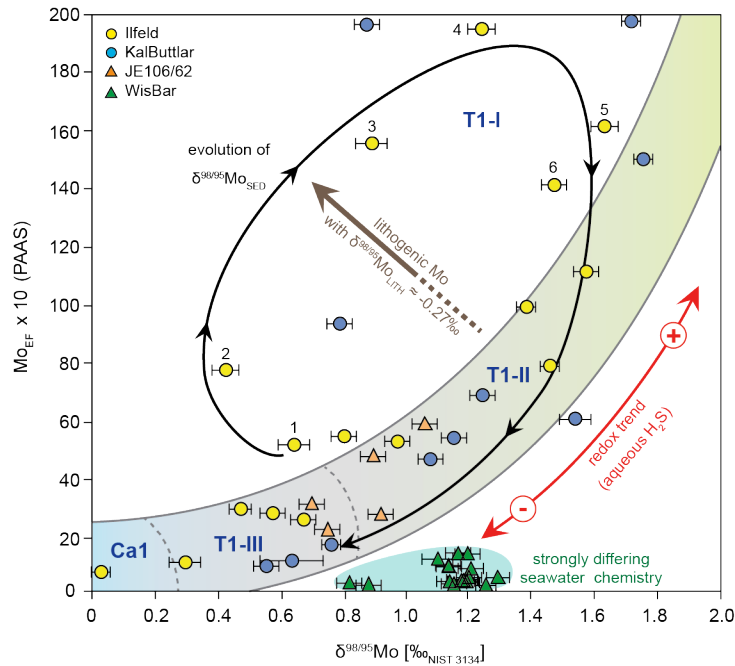 200
180
160
140
120
100
80
60
40
20
0
Mo_EF x 10 (PAAS)
Ilfeld
KalButtlar
JE106/62
WisBar
4
3
T1-I
5
6
evolution of
δ98/95Mo_SED
lithogenic Mo
with δ98/95Mo_LITH ≈ -0.27‰
2
1
T1-II
+
redox trend
(aqueous H2S)
-
Ca1
T1-III
strongly differing
seawater chemistry
0 0.2 0.4 0.6 0.8 1.0 1.2 1.4 1.6 1.8 2.0
δ98/95Mo [‰NIST 3134]